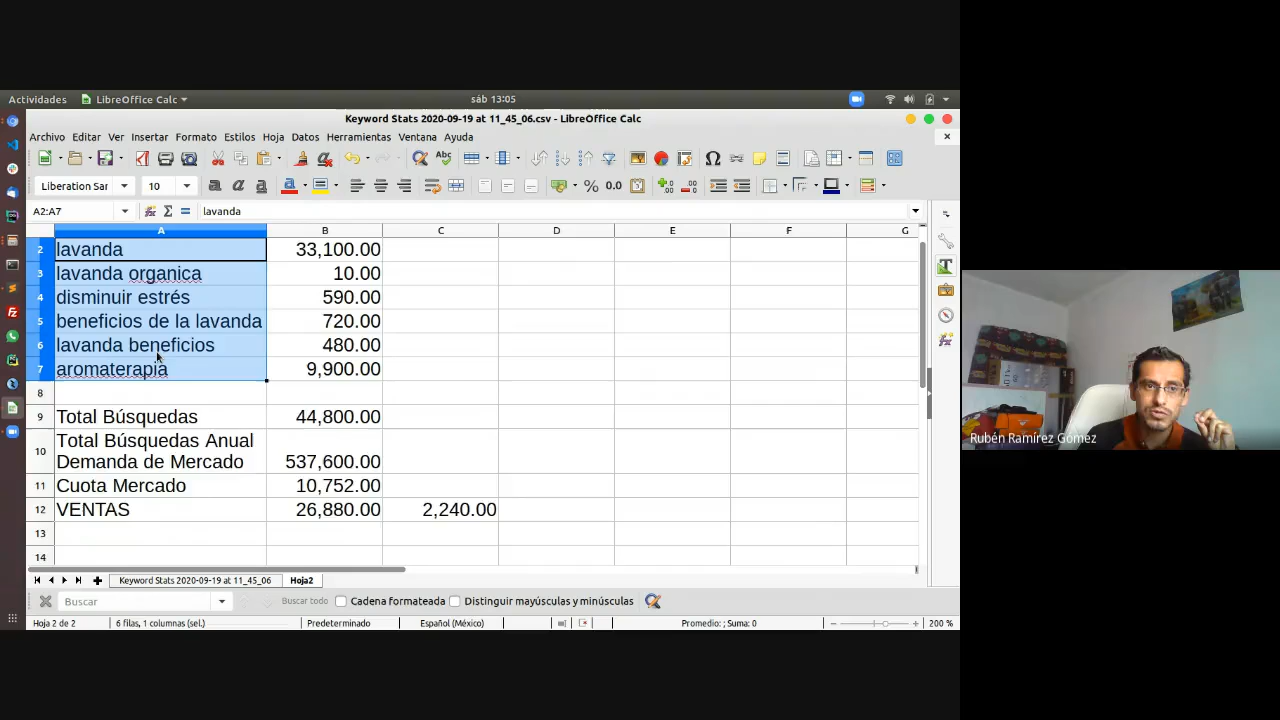 Actividades LibreOffice Calc sáb 13:05
Keyword Stats 2020-09-19 at 11_45_06.csv - LibreOffice Calc
Archivo Editar Ver Insertar Formato Estilos Hoja Datos Herramientas Ventana Ayuda
Liberation Sar 10
A2:A7 lavanda
A B C D E F G
2 lavanda 33,100.00
3 lavanda organica 10.00
4 disminuir estrés 590.00
5 beneficios de la lavanda 720.00
6 lavanda beneficios 480.00
7 aromaterapia 9,900.00
8
9 Total Búsquedas 44,800.00
Total Búsquedas Anual
10 Demanda de Mercado 537,600.00
11 Cuota Mercado 10,752.00
12 VENTAS 26,880.00 2,240.00
13
14
Keyword Stats 2020-09-19 at 11_45_06 Hoja2
Buscar Buscar todo Cadena formateada Distinguir mayúsculas y minúsculas
Hoja 2 de 2 6 filas, 1 columnas (sel.) Predeterminado Español (México) Promedio: ; Suma: 0 200 %
Rubén Ramírez Gómez